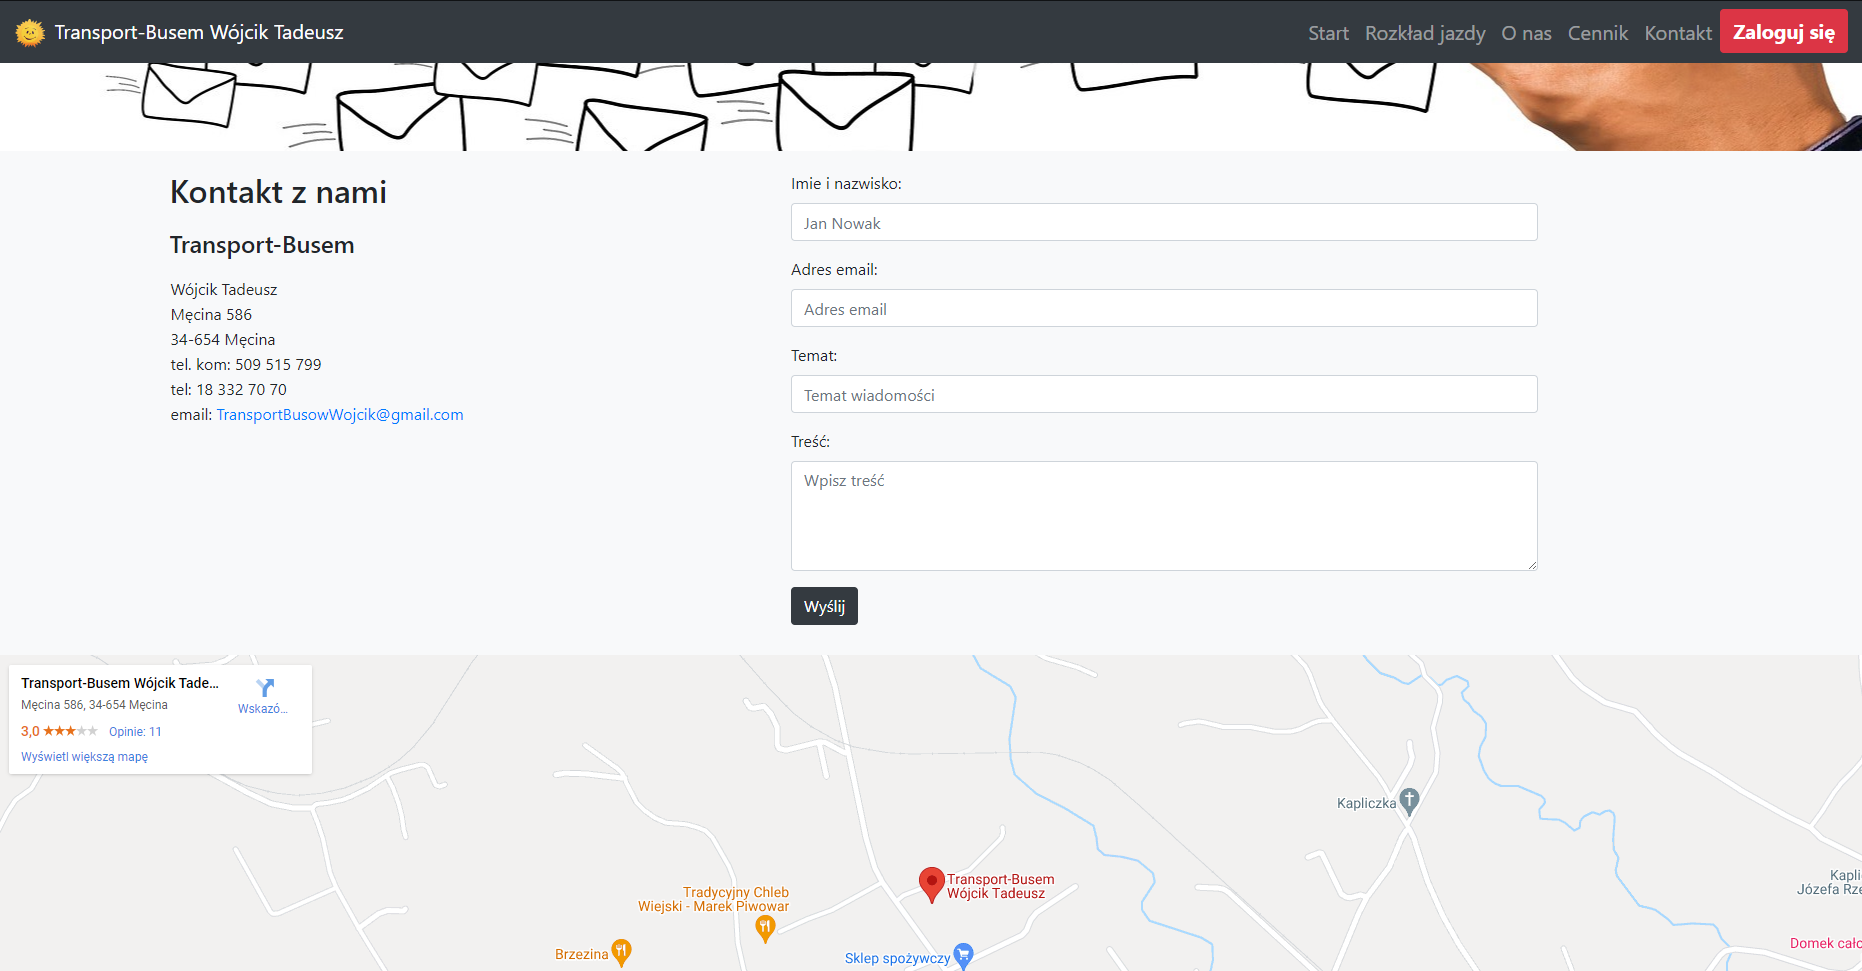 Transport-Busem Wójcik Tadeusz
Start Rozkład jazdy O nas Cennik Kontakt Zaloguj się
Kontakt z nami
Transport-Busem
Wójcik Tadeusz
Męcina 586
34-654 Męcina
tel. kom: 509 515 799
tel: 18 332 70 70
email: TransportBusowWojcik@gmail.com
Imie i nazwisko:
Jan Nowak
Adres email:
Adres email
Temat:
Temat wiadomości
Treść:
Wpisz treść
Wyślij
Transport-Busem Wójcik Tade...
Męcina 586, 34-654 Męcina
Wskazó...
3,0 Opinie: 11
Wyświetl większą mapę
Kapliczka
Transport-Busem
Wójcik Tadeusz
Tradycyjny Chleb
Wiejski - Marek Piwowar
Brzezina
Sklep spożywczy
Kapli
Józefa Rze
Domek cało